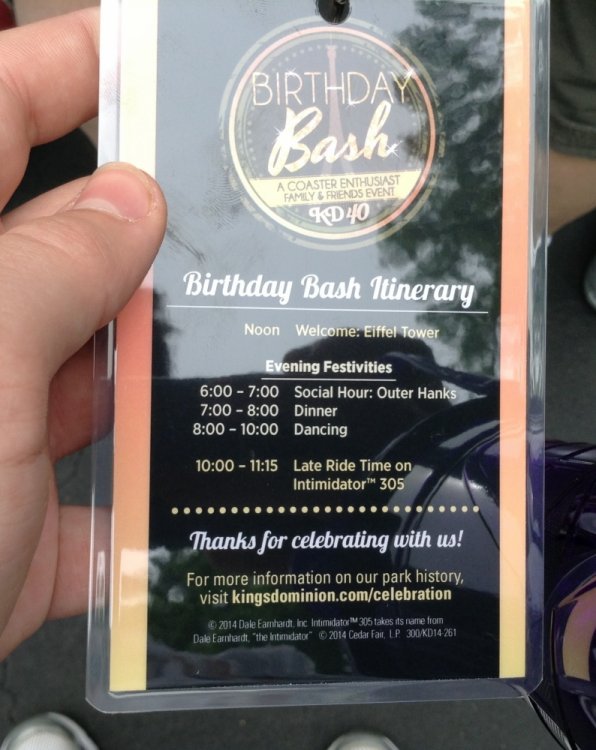 BIRTHDAY
Bash
A COASTER ENTHUSIAST
FAMILY & FRIENDS EVENT
KD 40
Birthday Bash Itinerary
Noon Welcome: Eiffel Tower
Evening Festivities
6:00 – 7:00 Social Hour: Outer Hanks
7:00 – 8:00 Dinner
8:00 – 10:00 Dancing
10:00 – 11:15 Late Ride Time on
Intimidator™ 305
Thanks for celebrating with us!
For more information on our park history,
visit kingsdominion.com/celebration
© 2014 Dale Earnhardt, Inc. Intimidator™ 305 takes its name from
Dale Earnhardt, "the Intimidator" © 2014 Cedar Fair, L.P. 300/KD14-261